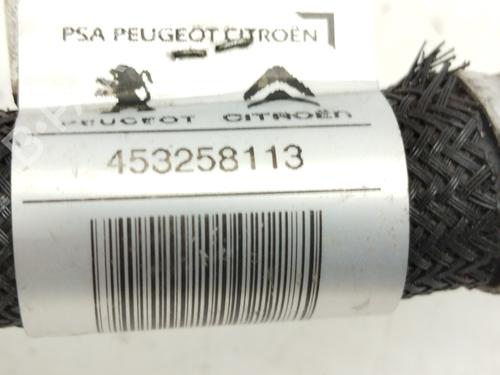 PSA PEUGEOT CITROËN
PEUGEOT CITROËN
453258113